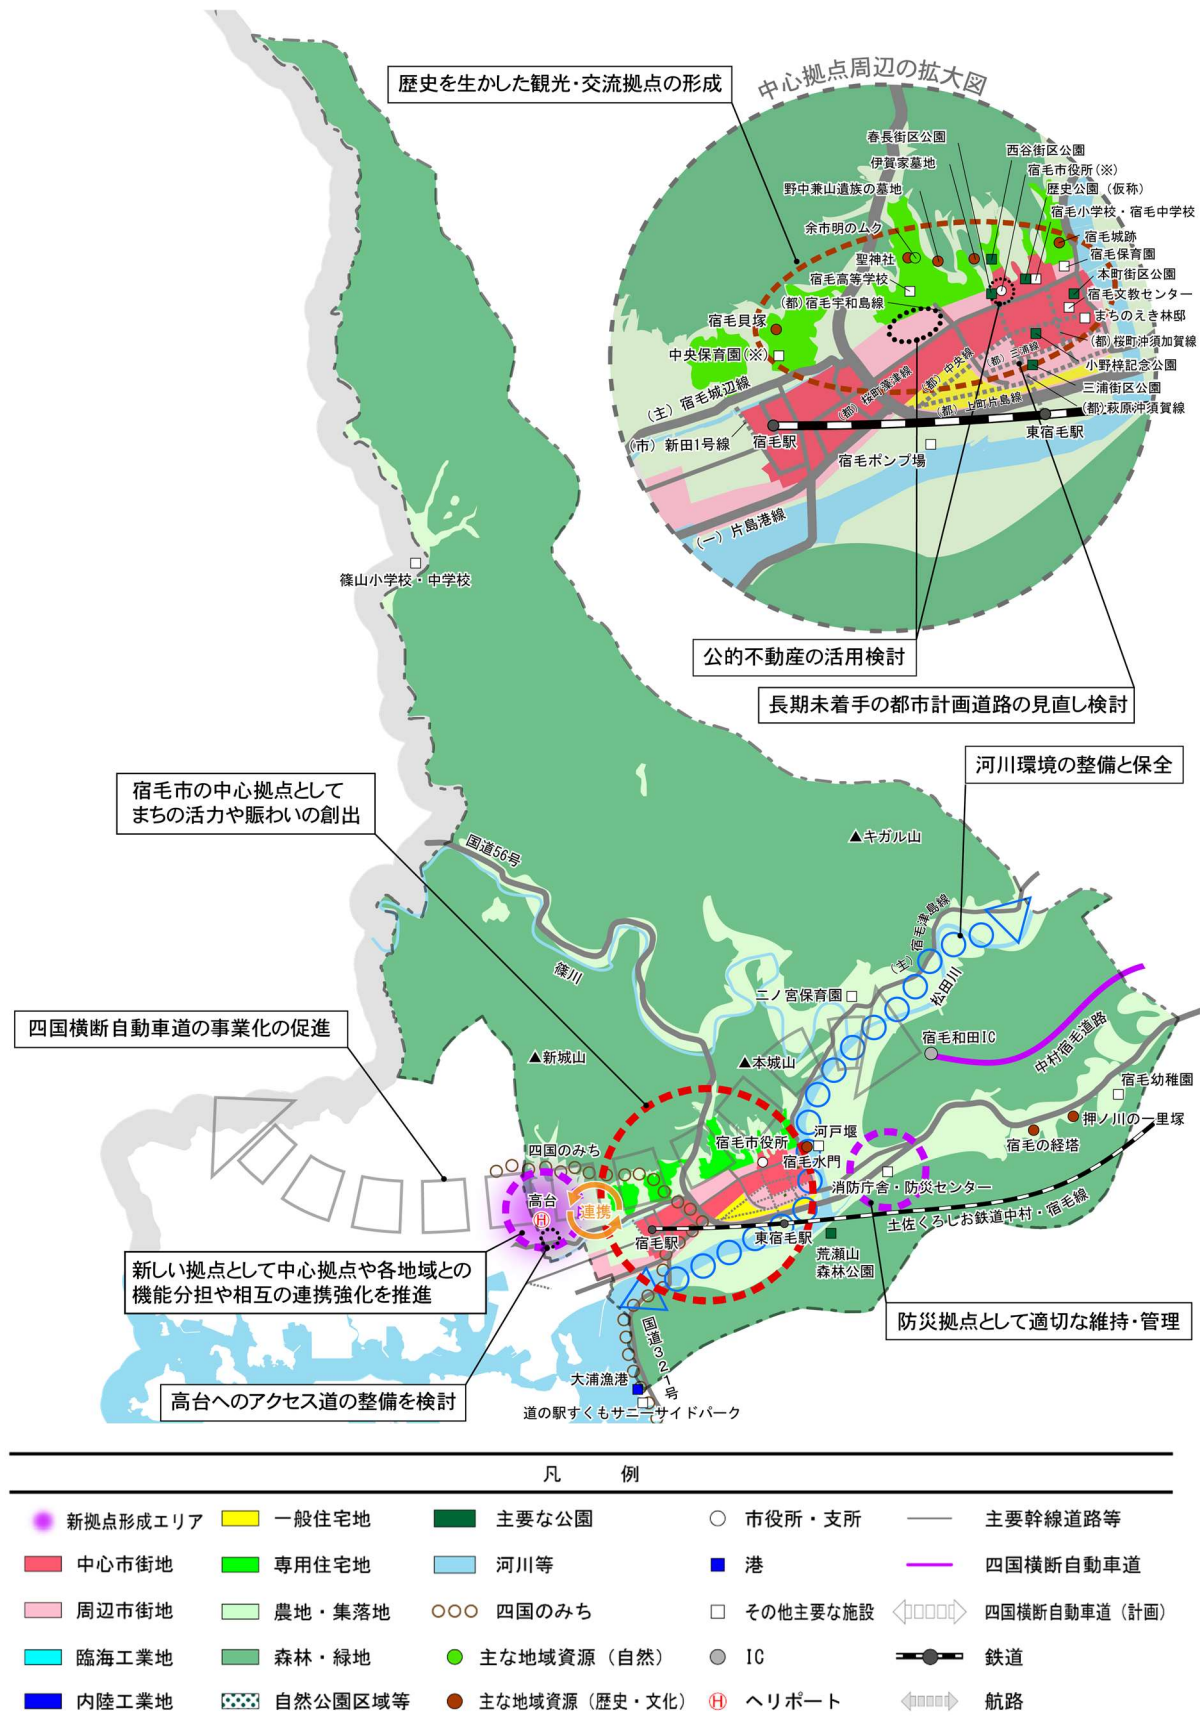 中心拠点周辺の拡大図
歴史を生かした観光・交流拠点の形成
春長街区公園
西谷街区公園
伊賀家墓地
宿毛市役所(※)
野中兼山遺族の墓地
歴史公園（仮称）
宿毛小学校・宿毛中学校
余市明のムク
宿毛城跡
聖神社
宿毛保育園
宿毛高等学校
本町街区公園
(都)宿毛宇和島線
宿毛文教センター
宿毛貝塚
まちのえき林邸
中央保育園(※)
(都)桜町沖須加賀線
(都)三浦線
(都)中央線
小野梓記念公園
(主)宿毛城辺線
(都)桜町藻津線
三浦街区公園
(都)上町片島線
(都)萩原沖須賀線
(市)新田1号線
宿毛駅
東宿毛駅
宿毛ポンプ場
(一)片島港線
篠山小学校・中学校
公的不動産の活用検討
長期未着手の都市計画道路の見直し検討
河川環境の整備と保全
宿毛市の中心拠点として
まちの活力や賑わいの創出
▲キガル山
国道56号
(主)宿毛津島線
篠川
松田川
二ノ宮保育園
四国横断自動車道の事業化の促進
宿毛和田IC
中村宿毛道路
▲新城山
▲本城山
宿毛幼稚園
押ノ川の一里塚
宿毛の経塔
宿毛市役所
河戸堰
四国のみち
宿毛水門
消防庁舎・防災センター
高台
H
連携
土佐くろしお鉄道中村・宿毛線
宿毛駅
東宿毛駅
荒瀬山
森林公園
新しい拠点として中心拠点や各地域との
機能分担や相互の連携強化を推進
防災拠点として適切な維持・管理
国道321号
大浦漁港
高台へのアクセス道の整備を検討
道の駅すくもサニーサイドパーク
凡 例
新拠点形成エリア 一般住宅地 主要な公園 市役所・支所 主要幹線道路等
中心市街地 専用住宅地 河川等 港 四国横断自動車道
周辺市街地 農地・集落地 四国のみち その他主要な施設 四国横断自動車道（計画）
臨海工業地 森林・緑地 主な地域資源（自然） IC 鉄道
内陸工業地 自然公園区域等 主な地域資源（歴史・文化） H ヘリポート 航路